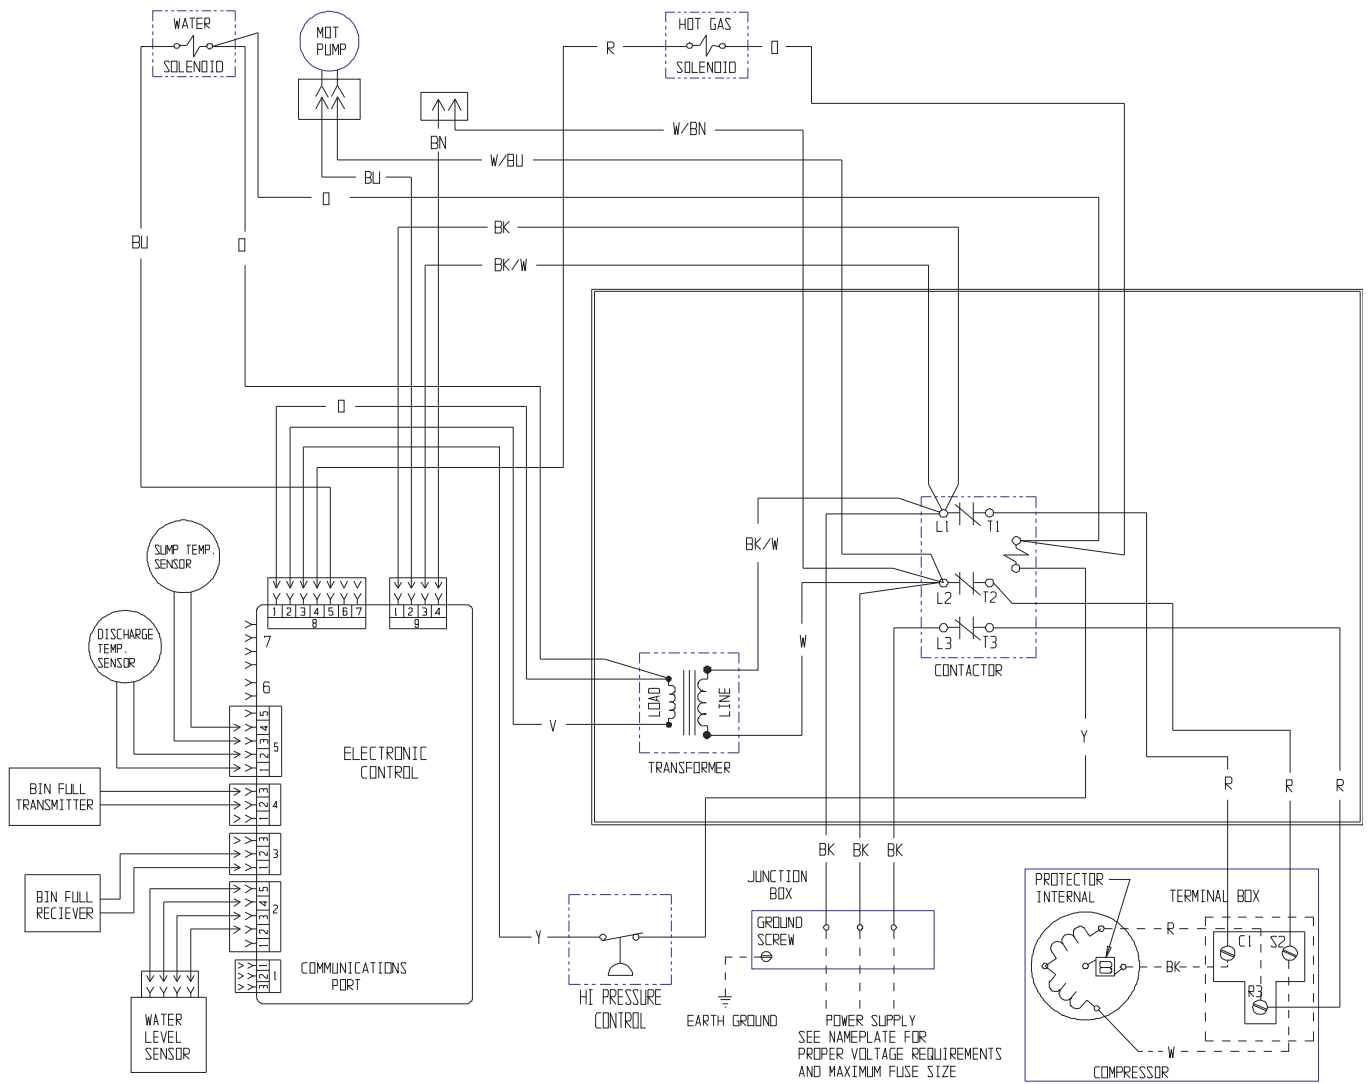 WATER
SOLENOID
MOT
PUMP
HOT GAS
SOLENOID
R
O
W/BN
BN
W/BU
BU
O
BK
BU
O
BK/W
O
L1
T1
BK/W
SUMP TEMP.
SENSOR
L2
T2
1 2 3 4 5 6 7
8
1 2 3 4
9
DISCHARGE
TEMP.
SENSOR
7
6
W
L3
T3
CONTACTOR
LOAD
LINE
V
TRANSFORMER
Y
5
4
3
2
1
5
ELECTRONIC
CONTROL
BIN FULL
TRANSMITTER
3
2
1
4
R
R
R
3
2
1
3
BK
BK
BK
BIN FULL
RECIEVER
5
4
3
2
1
2
JUNCTION
BOX
PROTECTOR
INTERNAL
TERMINAL BOX
GROUND
SCREW
Y
R
C1
S2
COMMUNICATIONS
PORT
1
2
3
1
BK
R3
HI PRESSURE
CONTROL
EARTH GROUND
POWER SUPPLY
SEE NAMEPLATE FOR
PROPER VOLTAGE REQUIREMENTS
AND MAXIMUM FUSE SIZE
WATER
LEVEL
SENSOR
W
COMPRESSOR